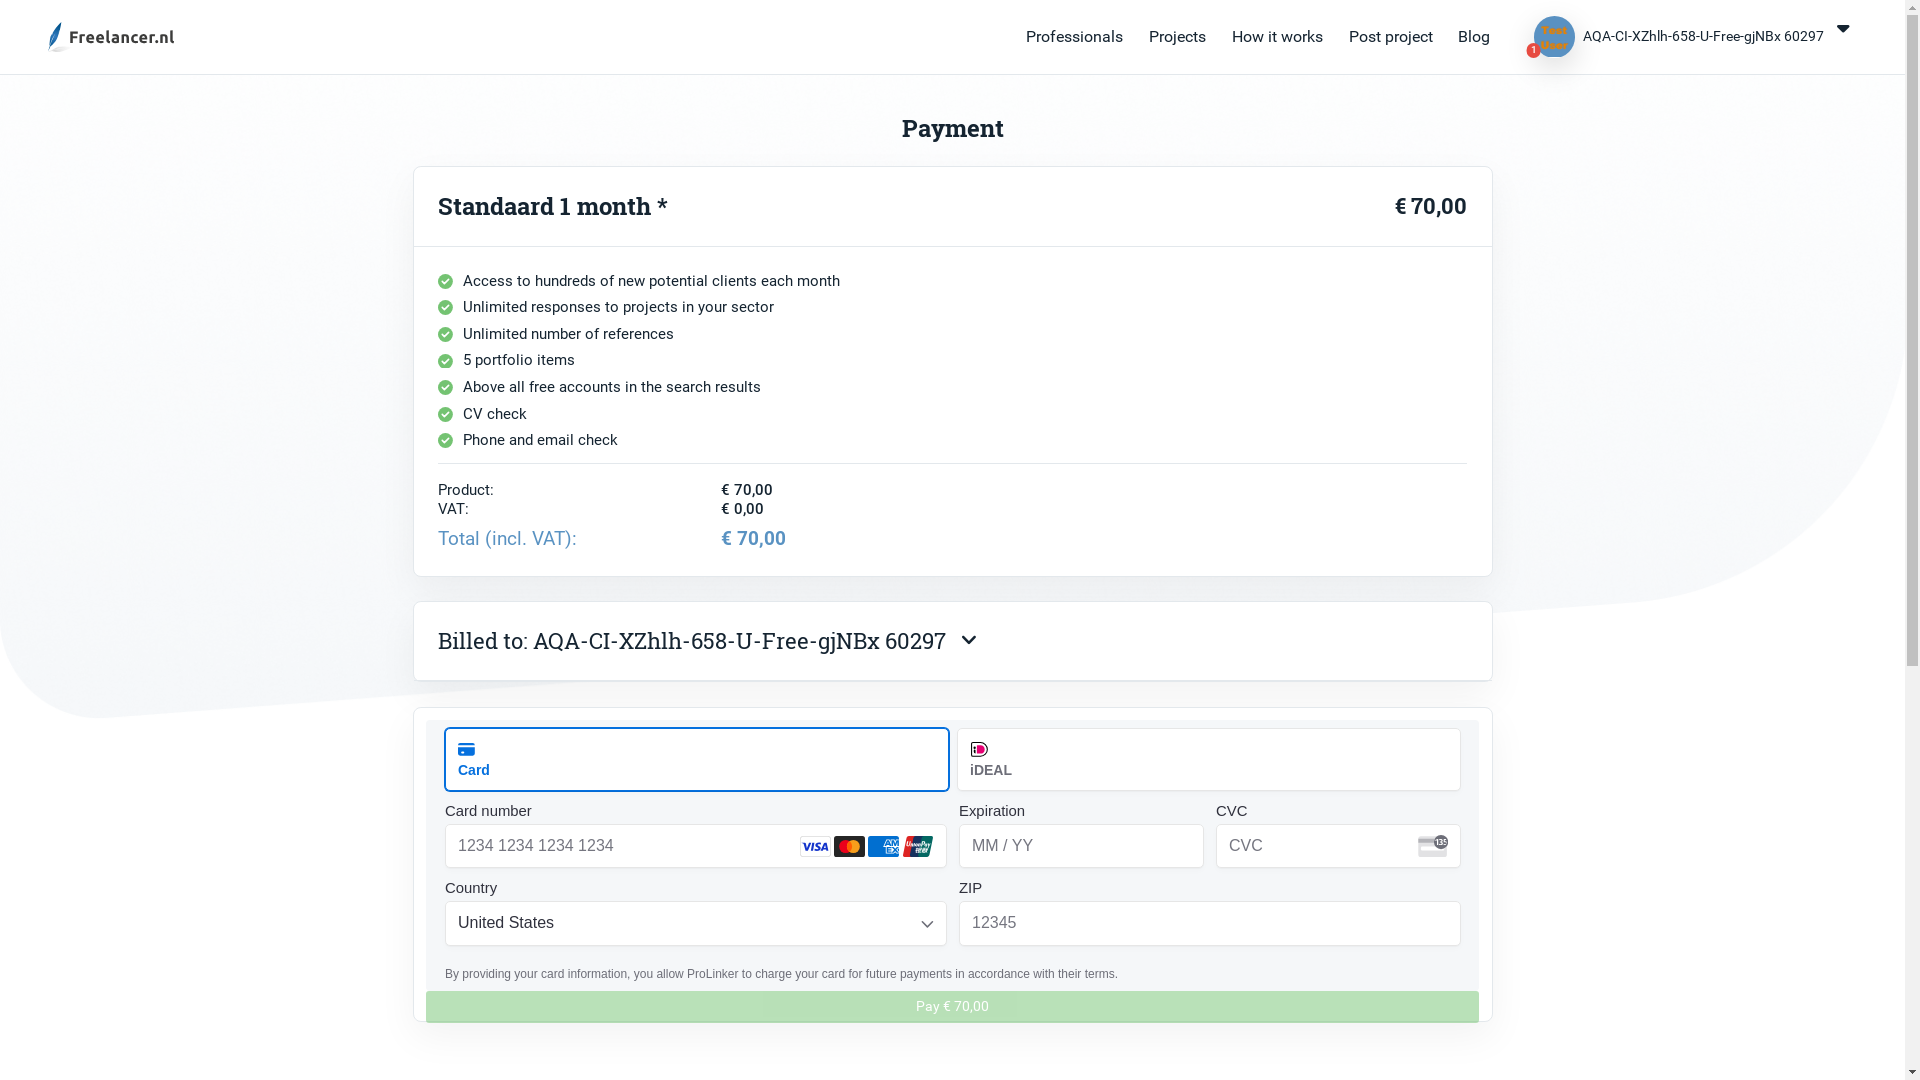 Freelancer.nl
Professionals
Projects
How it works
Post project
Blog
Test
User
1
AQA-CI-XZhlh-658-U-Free-gjNBx 60297
Payment
Standaard 1 month *
€ 70,00
Access to hundreds of new potential clients each month
Unlimited responses to projects in your sector
Unlimited number of references
5 portfolio items
Above all free accounts in the search results
CV check
Phone and email check
Product:
€ 70,00
VAT:
€ 0,00
Total (incl. VAT):
€ 70,00
Billed to: AQA-CI-XZhlh-658-U-Free-gjNBx 60297
Card
iDEAL
Card number
Expiration
CVC
1234 1234 1234 1234
VISA
AM
EX
UnionPay
MM / YY
CVC
135
Country
ZIP
United States
12345
By providing your card information, you allow ProLinker to charge your card for future payments in accordance with their terms.
Pay € 70,00